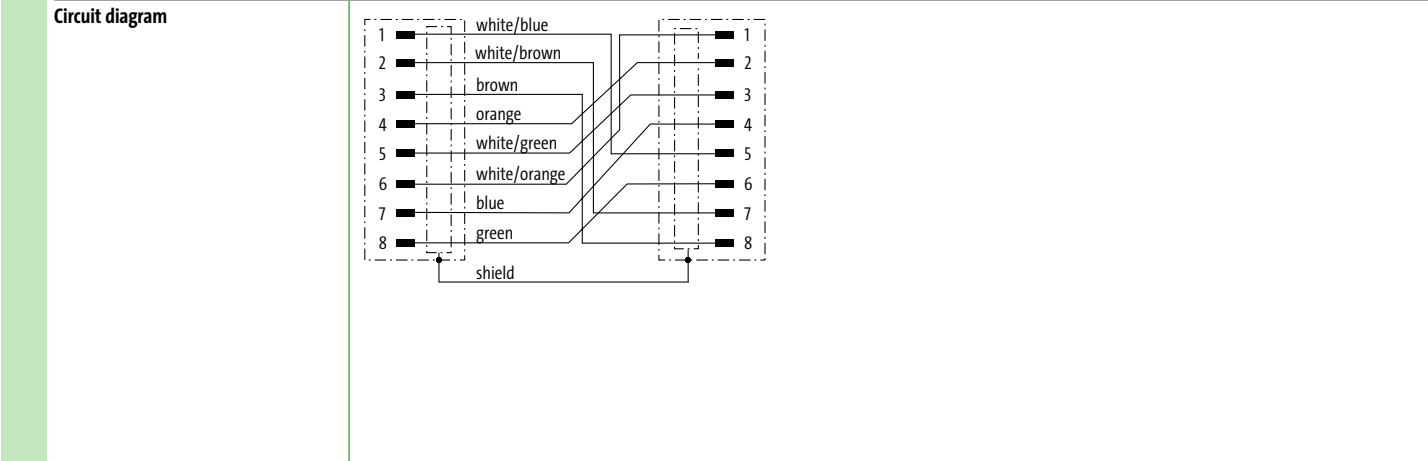 Circuit diagram
1 white/blue 1
2 white/brown 2
3 brown 3
4 orange 4
5 white/green 5
6 white/orange 6
7 blue 7
8 green 8
shield